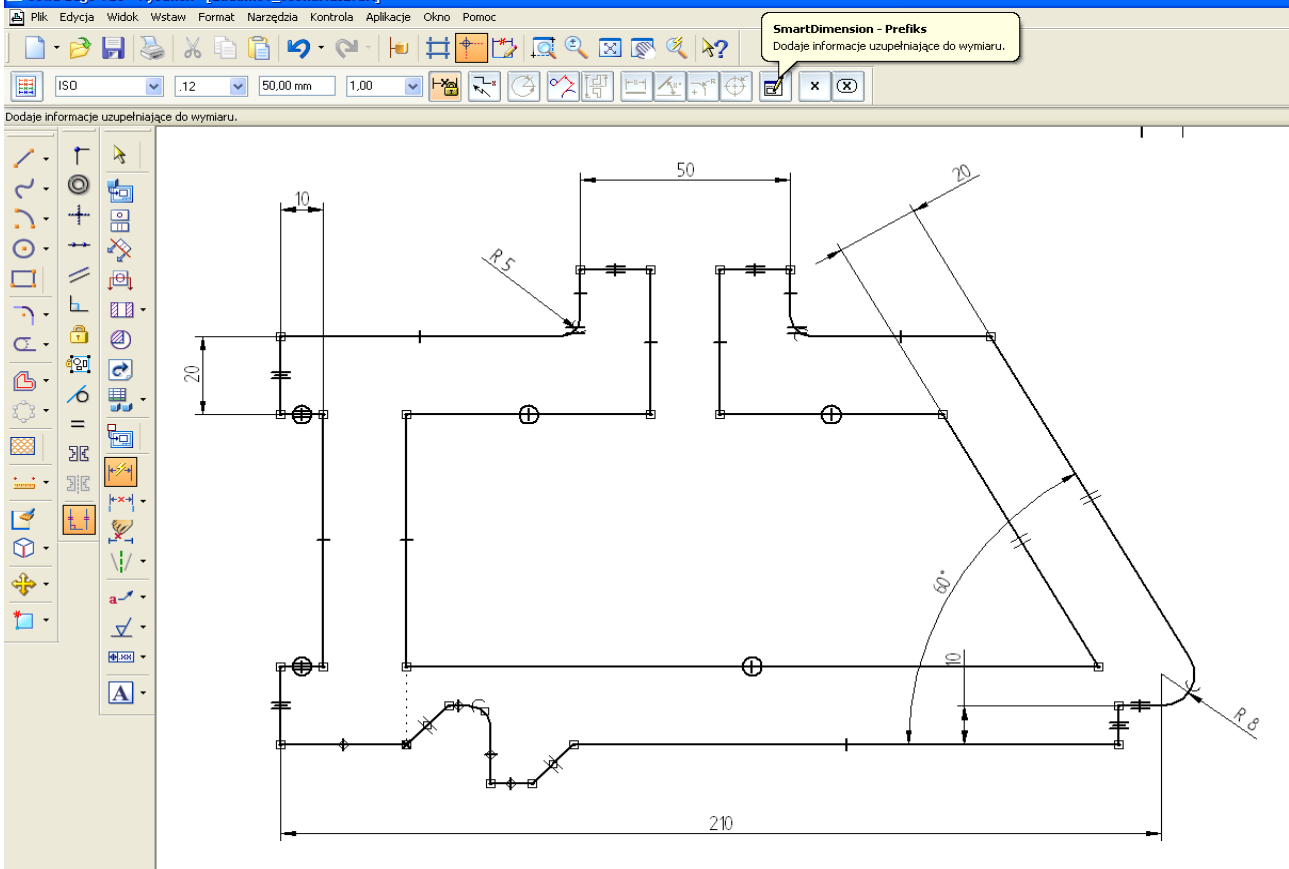 Plik Edycja Widok Wstaw Format Narzędzia Kontrola Aplikacje Okno Pomoc
SmartDimension - Prefiks
Dodaje informacje uzupełniające do wymiaru.
ISO .12 50,00 mm 1,00
Dodaje informacje uzupełniające do wymiaru.
50
20
10
R 5
20
60°
10
R 8
210